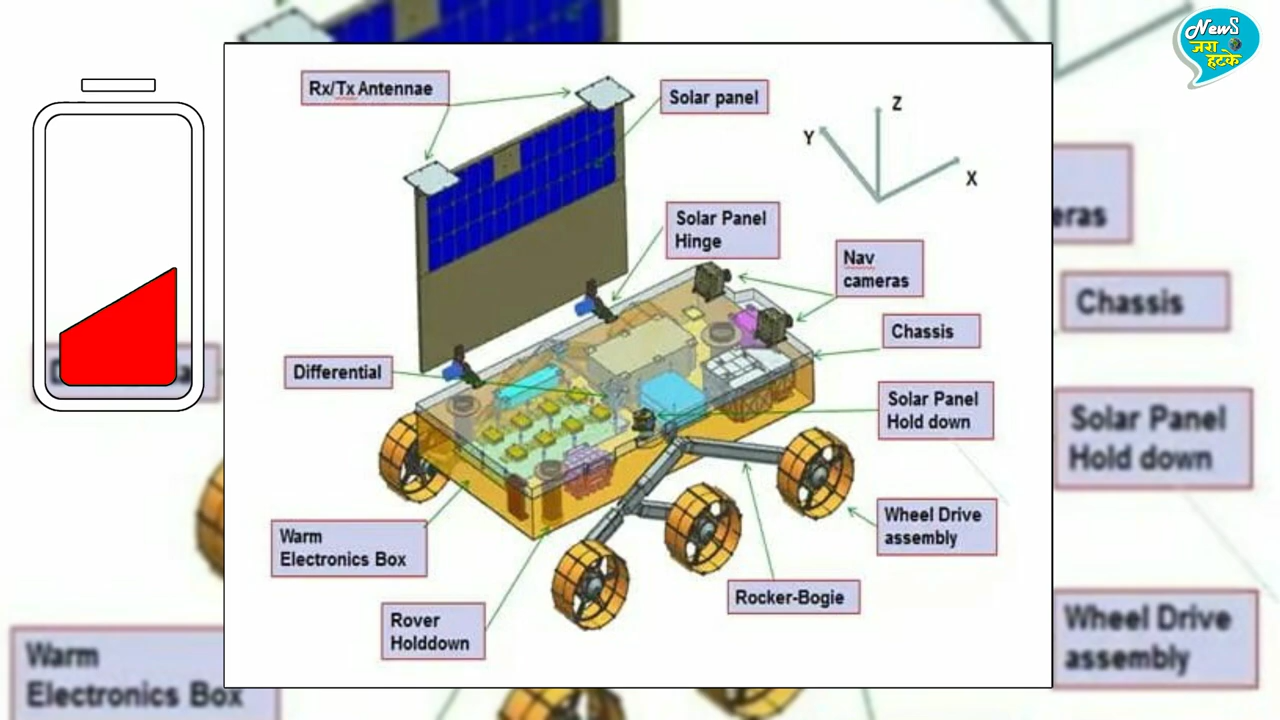 NewS
जरा
हटके
Rx/Tx Antennae
Solar panel
Z
Y
X
Solar Panel
Hinge
Nav
cameras
Chassis
Differential
Solar Panel
Hold down
Wheel Drive
assembly
Warm
Electronics Box
Rocker-Bogie
Rover
Holddown
eras
Chassis
Solar Panel
Hold down
Wheel Drive
assembly
Warm
Electronics Box